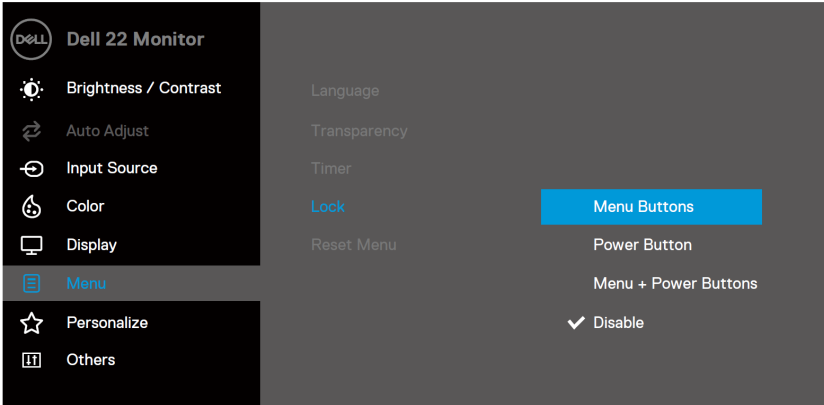 DELL
Dell 22 Monitor
Brightness / Contrast
Auto Adjust
Input Source
Color
Display
Menu
Personalize
Others
Language
Transparency
Timer
Lock
Reset Menu
Menu Buttons
Power Button
Menu + Power Buttons
Disable